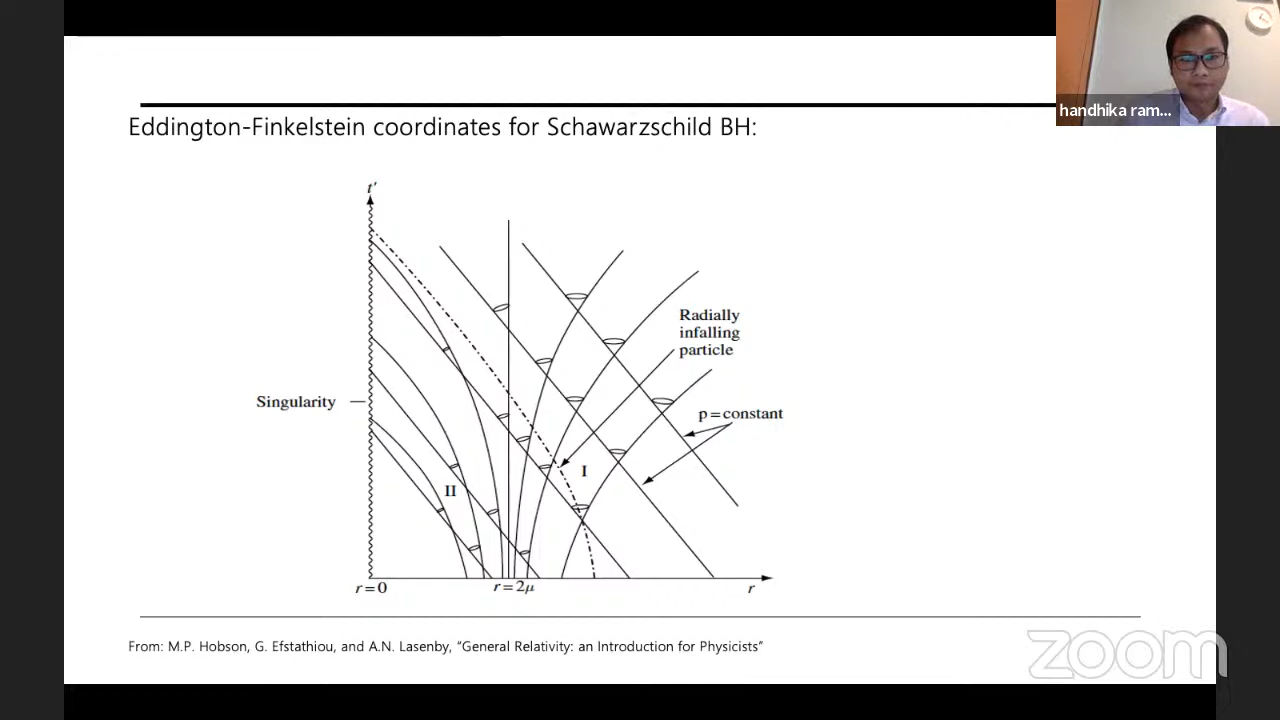 handhika ram...
Eddington-Finkelstein coordinates for Schawarzschild BH:
t'
Radially
infalling
particle
Singularity
p = constant
I
II
r = 0
r = 2μ
r
From: M.P. Hobson, G. Efstathiou, and A.N. Lasenby, “General Relativity: an Introduction for Physicists”
zoom